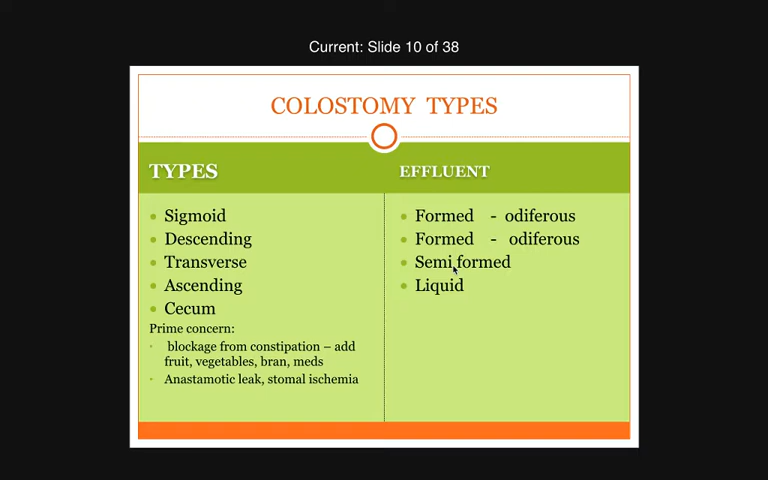 Current: Slide 10 of 38
COLOSTOMY TYPES
TYPES
EFFLUENT
Sigmoid
Descending
Transverse
Ascending
Cecum
Prime concern:
blockage from constipation – add
fruit, vegetables, bran, meds
Anastamotic leak, stomal ischemia
Formed - odiferous
Formed - odiferous
Semi formed
Liquid